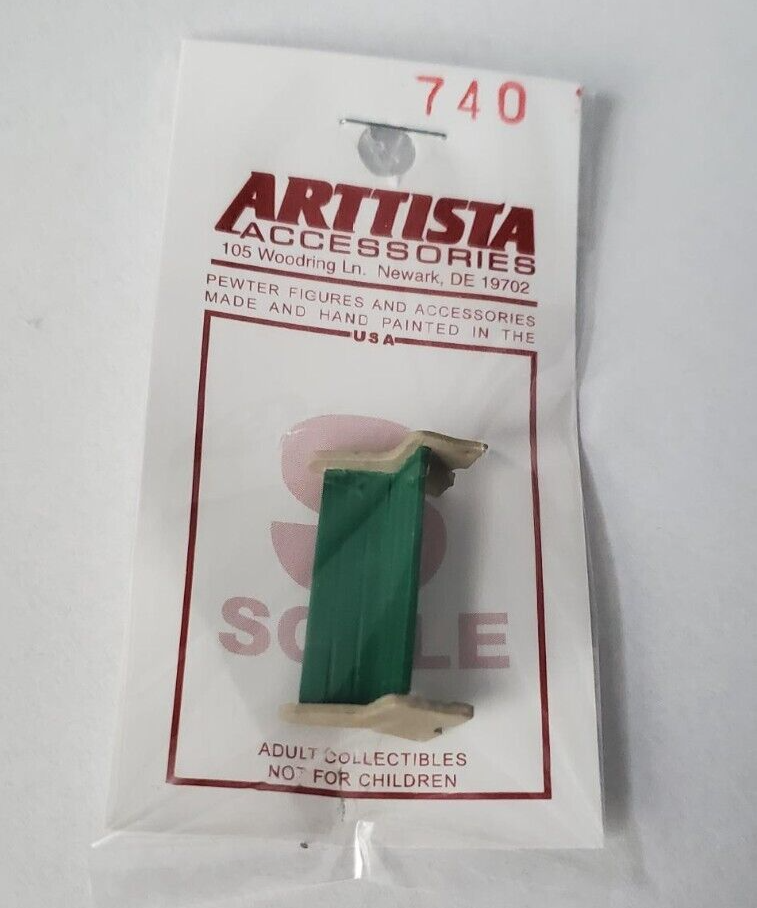 740
ARTTISTA
ACCESSORIES
105 Woodring Ln. Newark, DE 19702
PEWTER FIGURES AND ACCESSORIES
MADE AND HAND PAINTED IN THE
USA
S
SCALE
ADULT COLLECTIBLES
NOT FOR CHILDREN